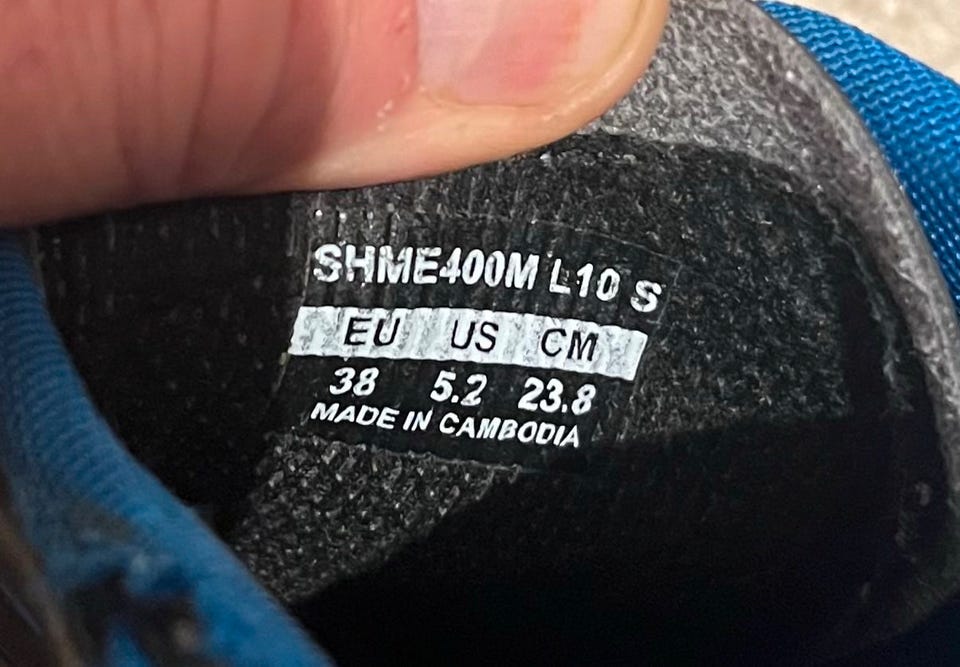 SHME400M L10 S
EU US CM
38 5.2 23.8
MADE IN CAMBODIA